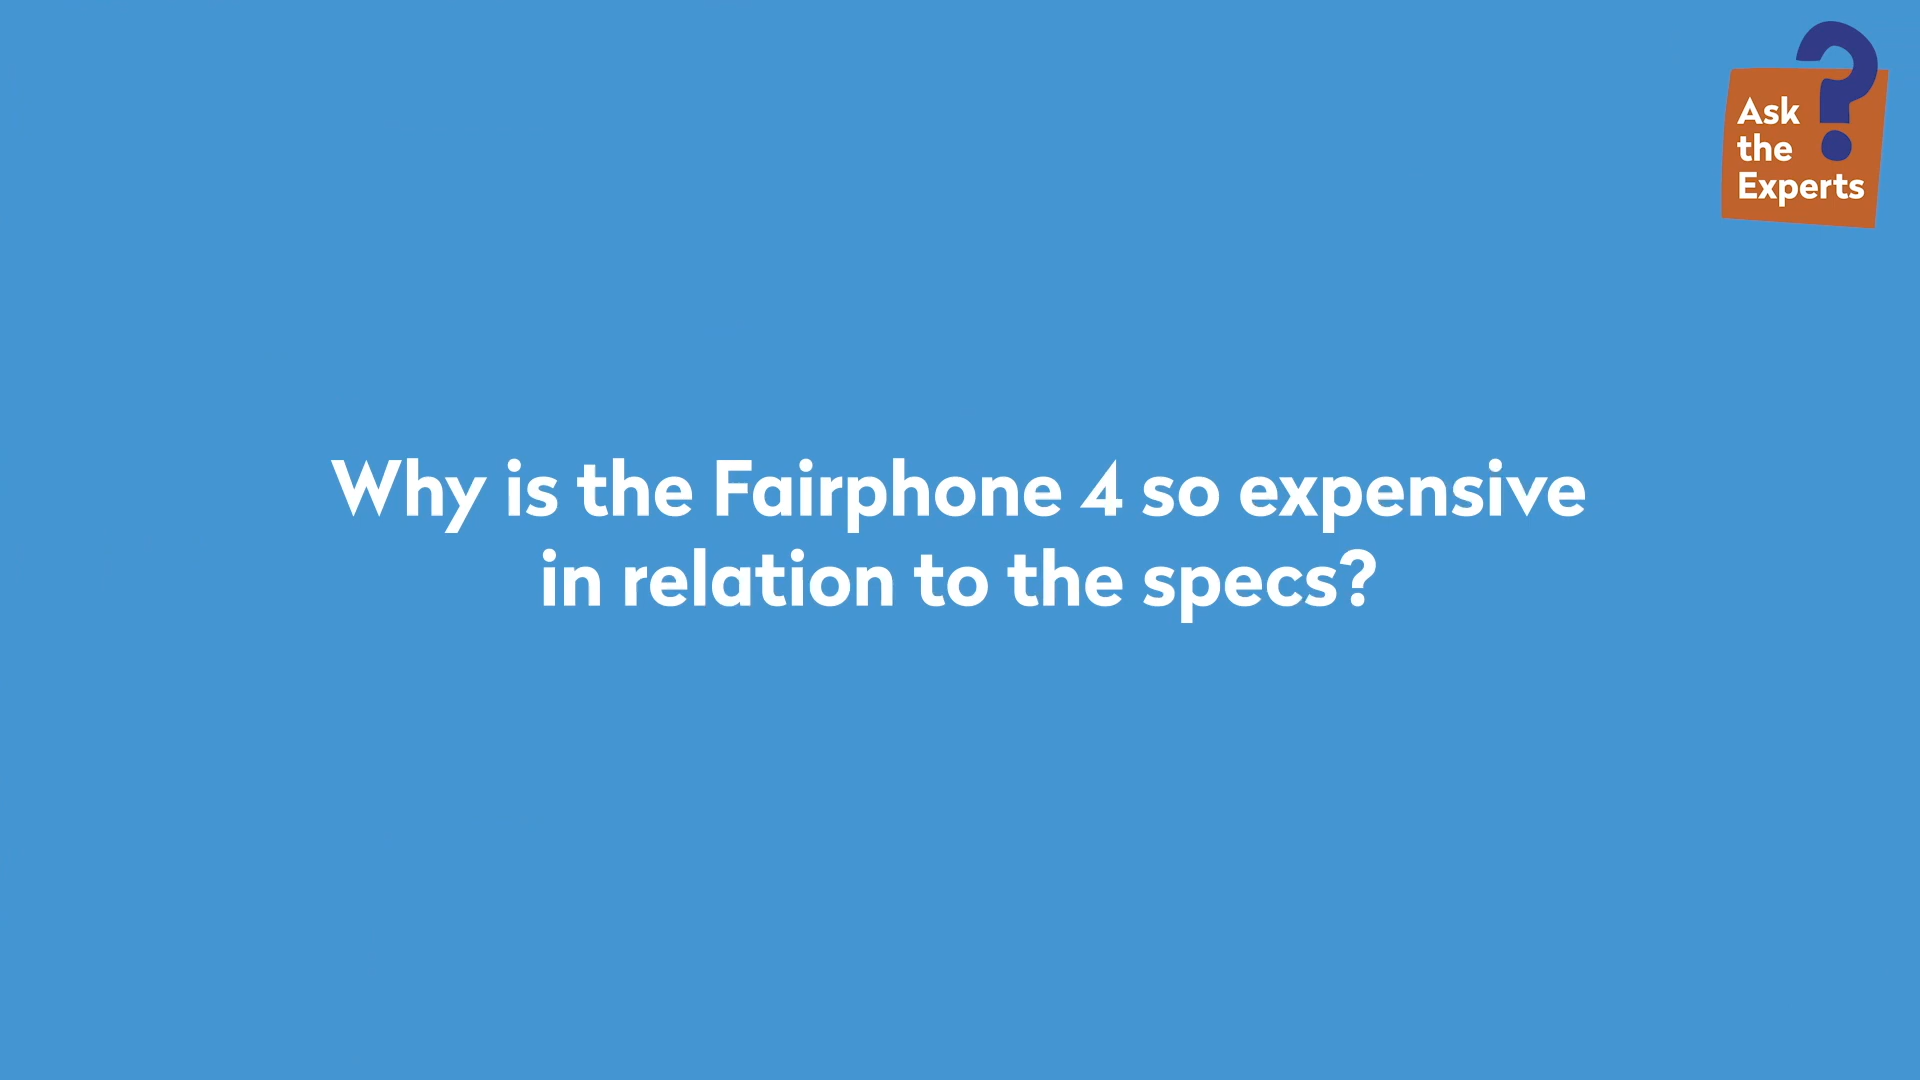 Ask
the
Experts
Why is the Fairphone 4 so expensive
in relation to the specs?